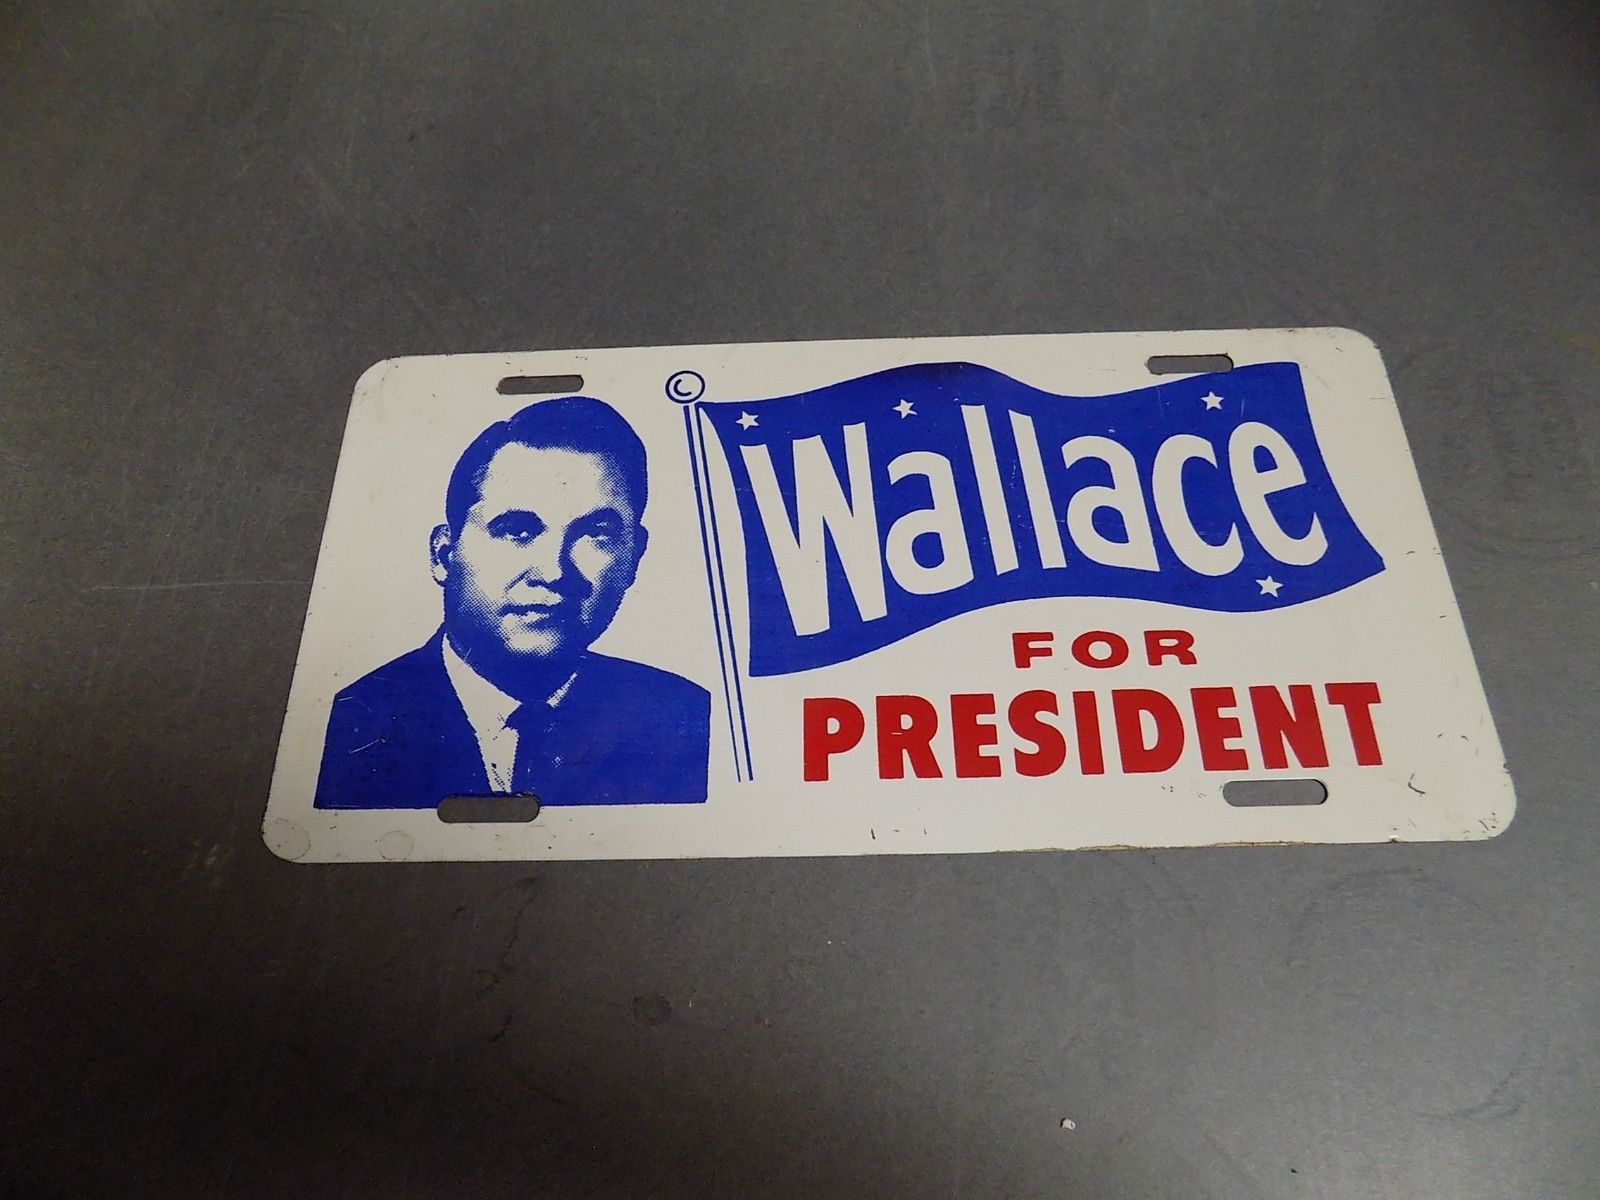 ©
Wallace
FOR
PRESIDENT